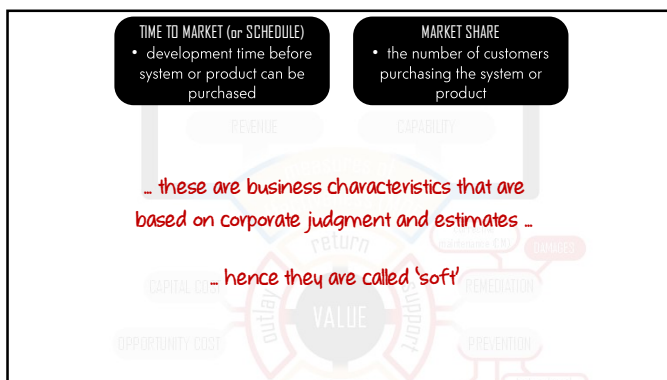 TIME TO MARKET (or SCHEDULE)
• development time before
system or product can be
purchased
MARKET SHARE
• the number of customers
purchasing the system or
product
REVENUE
CAPABILITY
... these are business characteristics that are
based on corporate judgment and estimates ...
return
DAMAGES
... hence they are called 'soft'
CAPITAL
REMEDIATION
outlay
VALUE
support
OPPORTUNITY COST
PREVENTION